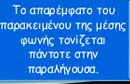 Το απαρέμφατο του
παρακειμένου της μέσης
φωνής τονίζεται
πάντοτε στην
παραλήγουσα.